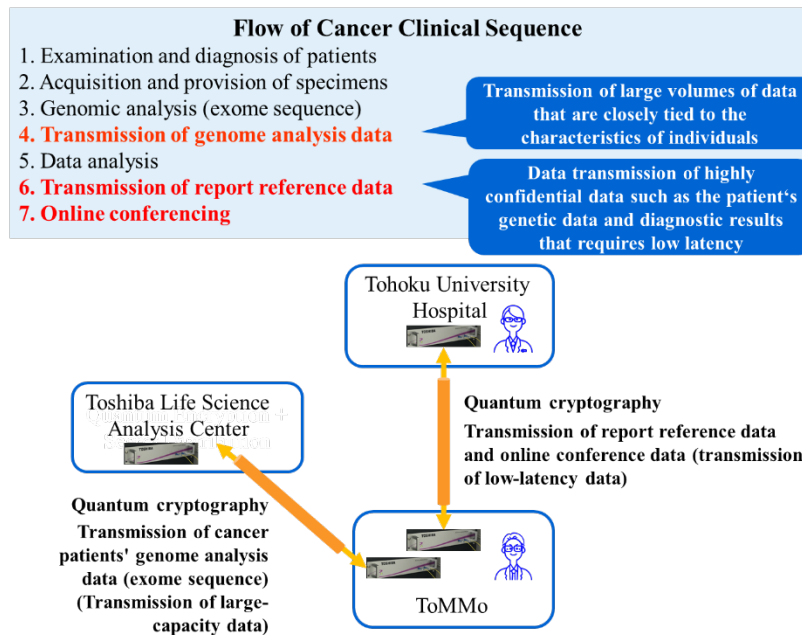 Flow of Cancer Clinical Sequence
1. Examination and diagnosis of patients
2. Acquisition and provision of specimens
3. Genomic analysis (exome sequence)
4. Transmission of genome analysis data
5. Data analysis
6. Transmission of report reference data
7. Online conferencing
Transmission of large volumes of data
that are closely tied to the
characteristics of individuals
Data transmission of highly
confidential data such as the patient‘s
genetic data and diagnostic results
that requires low latency
Tohoku University
Hospital
TOSHIBA
Toshiba Life Science
Analysis Center
TOSHIBA
Quantum cryptography
Transmission of report reference data
and online conference data (transmission
of low-latency data)
Quantum cryptography
Transmission of cancer
patients' genome analysis
data (exome sequence)
(Transmission of large-
capacity data)
TOSHIBA
TOSHIBA
ToMMo